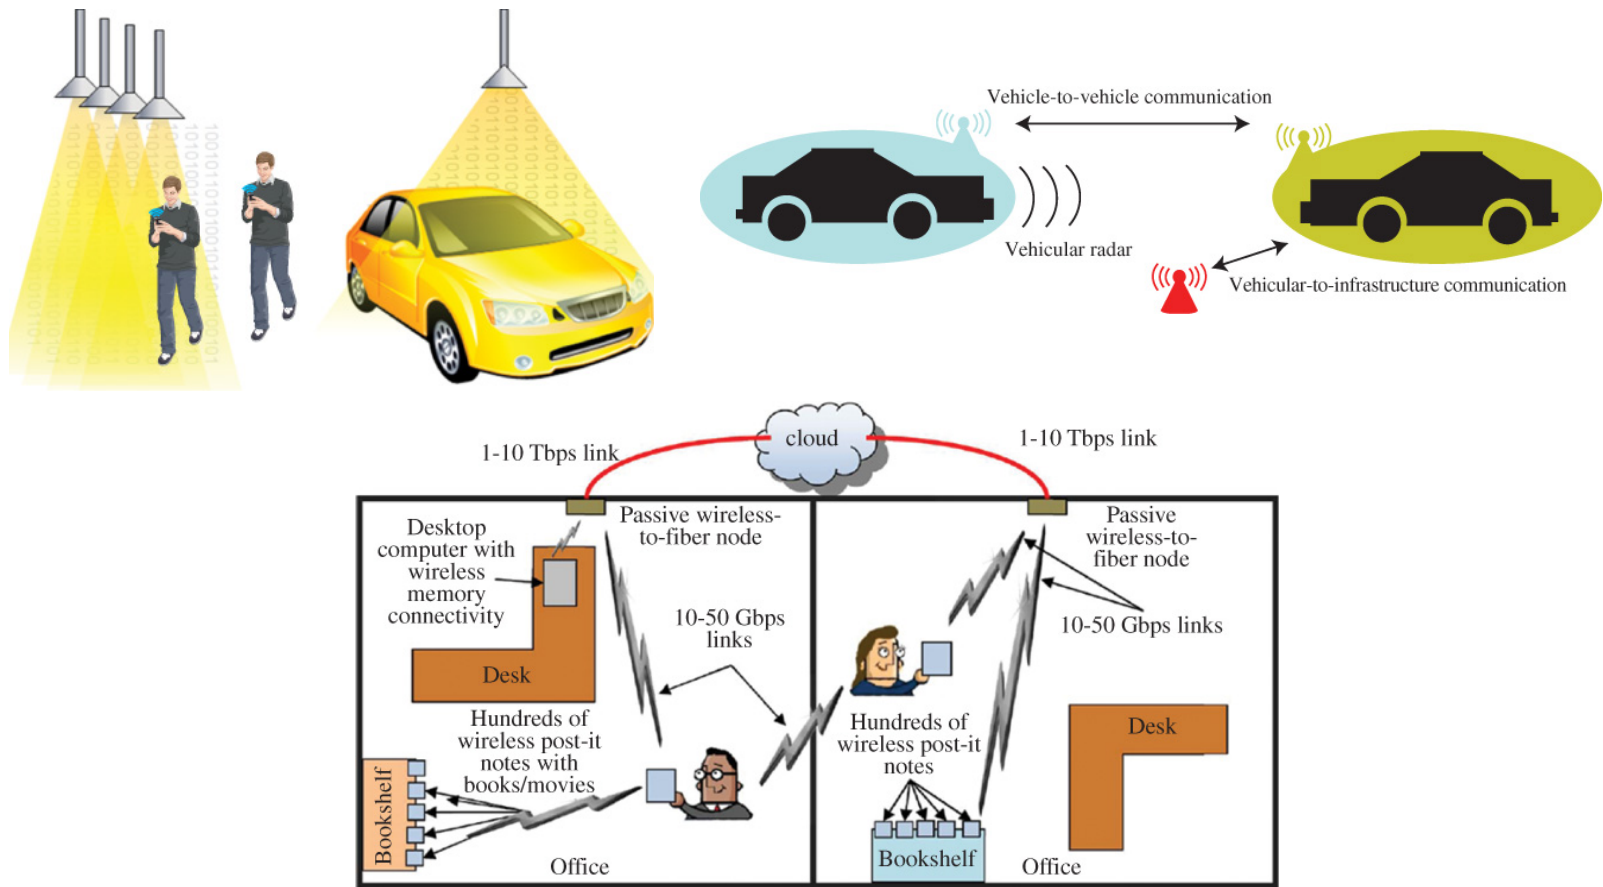 Vehicle-to-vehicle communication
Vehicular radar
Vehicular-to-infrastructure communication
cloud
1-10 Tbps link
1-10 Tbps link
Desktop
computer with
wireless
memory
connectivity
Passive wireless-
to-fiber node
10-50 Gbps
links
Desk
Hundreds of
wireless post-it
notes with
books/movies
Bookshelf
Office
Passive
wireless-to-
fiber node
10-50 Gbps links
Hundreds of
wireless post-it
notes
Desk
Bookshelf
Office